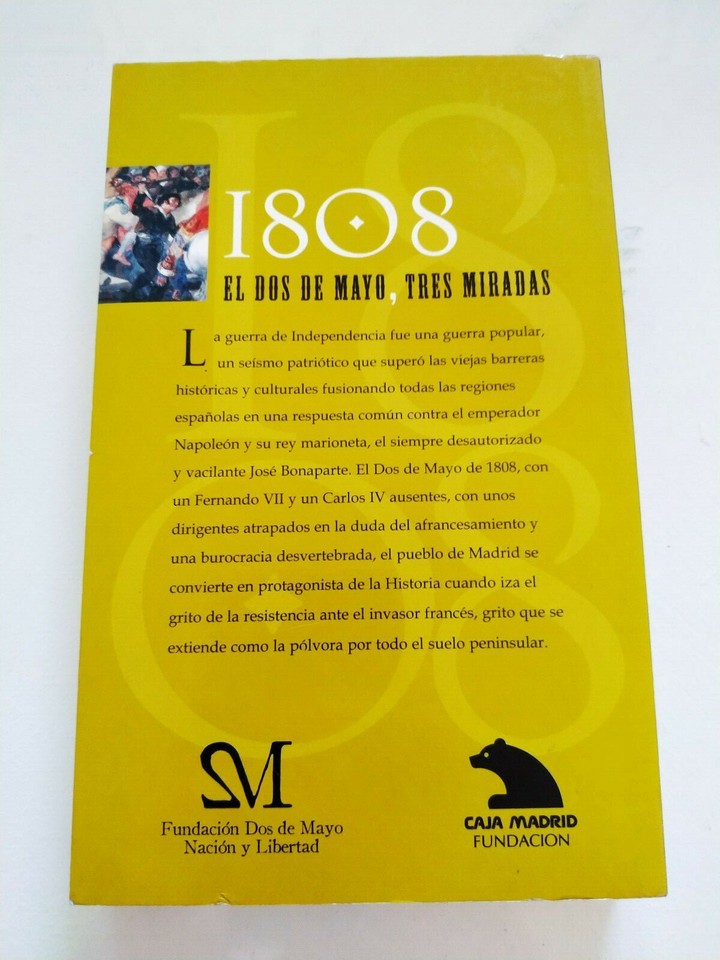 1808
EL DOS DE MAYO, TRES MIRADAS
La guerra de Independencia fue una guerra popular,
un seísmo patriótico que superó las viejas barreras
históricas y culturales fusionando todas las regiones
españolas en una respuesta común contra el emperador
Napoleón y su rey marioneta, el siempre desautorizado
y vacilante José Bonaparte. El Dos de Mayo de 1808, con
un Fernando VII y un Carlos IV ausentes, con unos
dirigentes atrapados en la duda del afrancesamiento y
una burocracia desvertebrada, el pueblo de Madrid se
convierte en protagonista de la Historia cuando iza el
grito de la resistencia ante el invasor francés, grito que se
extiende como la pólvora por todo el suelo peninsular.
2M
Fundación Dos de Mayo
Nación y Libertad
CAJA MADRID
FUNDACION